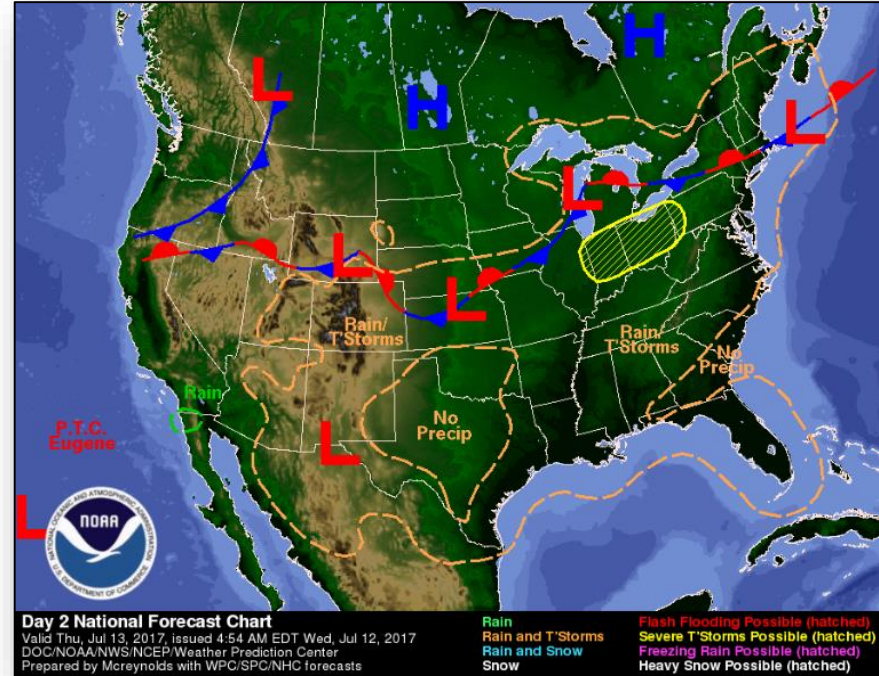 L
H
H
L
L
L
L
Rain/
T'Storms
Rain/
T'Storms
No
Precip
Rain
No
Precip
P.T.C.
Eugene
L
L
NATIONAL OCEANIC AND ATMOSPHERIC ADMINISTRATION
NOAA
U.S. DEPARTMENT OF COMMERCE
Day 2 National Forecast Chart
Valid Thu, Jul 13, 2017, issued 4:54 AM EDT Wed, Jul 12, 2017
DOC/NOAA/NWS/NCEP/Weather Prediction Center
Prepared by Mcreynolds with WPC/SPC/NHC forecasts
Rain
Rain and T'Storms
Rain and Snow
Snow
Flash Flooding Possible (hatched)
Severe T'Storms Possible (hatched)
Freezing Rain Possible (hatched)
Heavy Snow Possible (hatched)